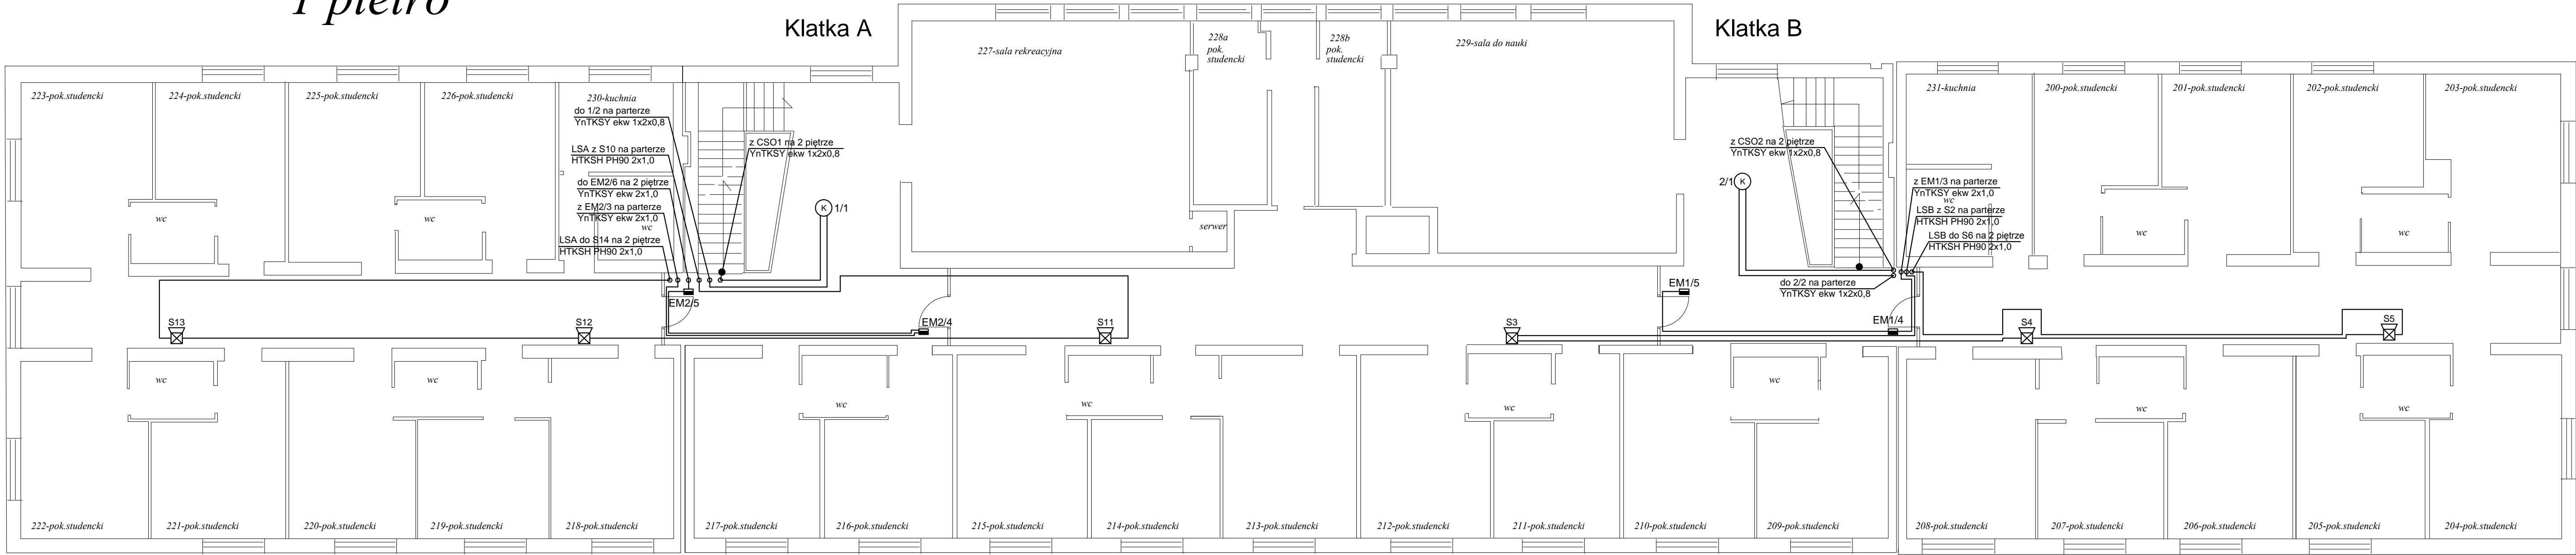 1 piętro
Klatka A
Klatka B
227-sala rekreacyjna
228a
pok.
studencki
228b
pok.
studencki
229-sala do nauki
223-pok.studencki
224-pok.studencki
225-pok.studencki
226-pok.studencki
230-kuchnia
do 1/2 na parterze
YnTKSY ekw 1x2x0,8
LSA z S10 na parterze
HTKSH PH90 2x1,0
do EM2/6 na 2 piętrze
YnTKSY ekw 2x1,0
z EM2/3 na parterze
YnTKSY ekw 2x1,0
wc
LSA do S14 na 2 piętrze
HTKSH PH90 2x1,0
z CSO1 na 2 piętrze
YnTKSY ekw 1x2x0,8
K 1/1
wc
wc
serwer
z CSO2 na 2 piętrze
YnTKSY ekw 1x2x0,8
2/1 K
do 2/2 na parterze
YnTKSY ekw 1x2x0,8
231-kuchnia
200-pok.studencki
201-pok.studencki
202-pok.studencki
203-pok.studencki
z EM1/3 na parterze
YnTKSY ekw 2x1,0
wc
LSB z S2 na parterze
HTKSH PH90 2x1,0
LSB do S6 na 2 piętrze
HTKSH PH90 2x1,0
wc
wc
EM2/5
EM2/4
EM1/5
EM1/4
S13
S12
S11
S3
S4
S5
wc
wc
wc
wc
wc
wc
wc
wc
222-pok.studencki
221-pok.studencki
220-pok.studencki
219-pok.studencki
218-pok.studencki
217-pok.studencki
216-pok.studencki
215-pok.studencki
214-pok.studencki
213-pok.studencki
212-pok.studencki
211-pok.studencki
210-pok.studencki
209-pok.studencki
208-pok.studencki
207-pok.studencki
206-pok.studencki
205-pok.studencki
204-pok.studencki